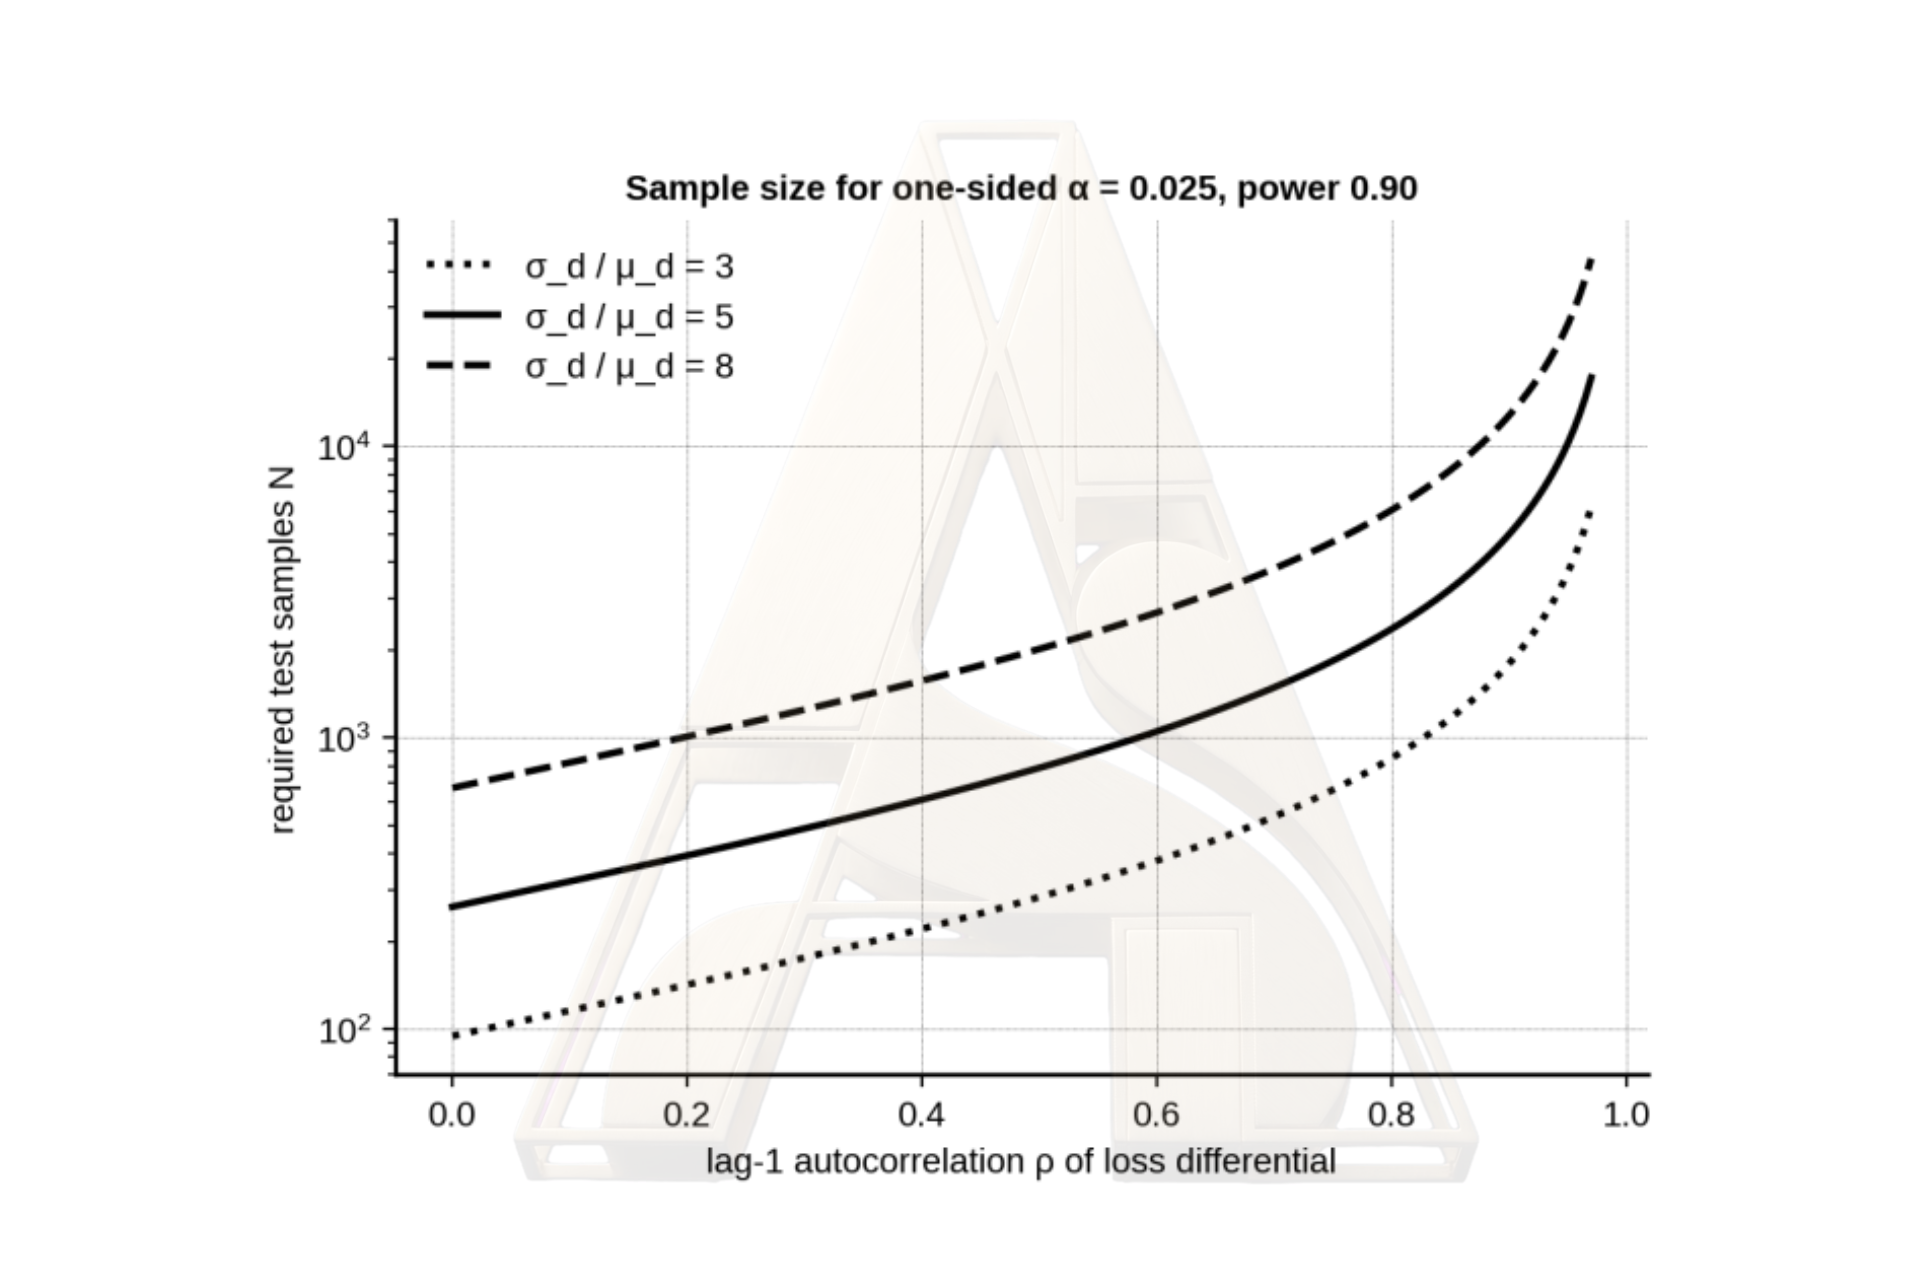 Sample size for one-sided α = 0.025, power 0.90
σ_d / μ_d = 3
σ_d / μ_d = 5
σ_d / μ_d = 8
required test samples N
10⁴
10³
10²
0.0 0.2 0.4 0.6 0.8 1.0
lag-1 autocorrelation ρ of loss differential